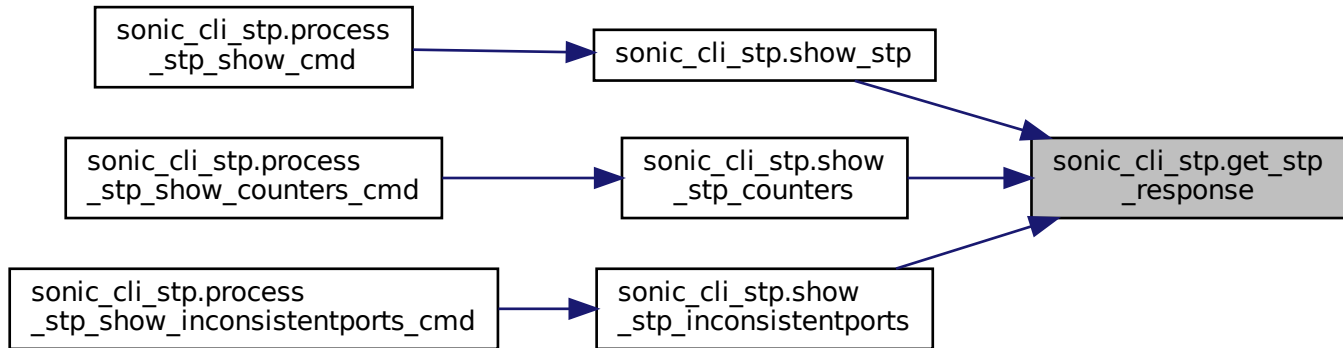 sonic_cli_stp.process
_stp_show_cmd
sonic_cli_stp.show_stp
sonic_cli_stp.process
_stp_show_counters_cmd
sonic_cli_stp.show
_stp_counters
sonic_cli_stp.get_stp
_response
sonic_cli_stp.process
_stp_show_inconsistentports_cmd
sonic_cli_stp.show
_stp_inconsistentports